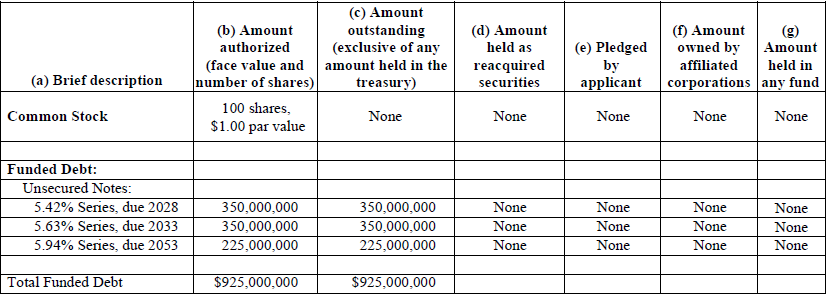 (a) Brief description
(b) Amount
authorized
(face value and
number of shares)
(c) Amount
outstanding
(exclusive of any
amount held in the
treasury)
(d) Amount
held as
reacquired
securities
(e) Pledged
by
applicant
(f) Amount
owned by
affiliated
corporations
(g)
Amount
held in
any fund
Common Stock
100 shares,
$1.00 par value
None
None
None
None
None
Funded Debt:
Unsecured Notes:
5.42% Series, due 2028 350,000,000 350,000,000 None None None None
5.63% Series, due 2033 350,000,000 350,000,000 None None None None
5.94% Series, due 2053 225,000,000 225,000,000 None None None None
Total Funded Debt $925,000,000 $925,000,000